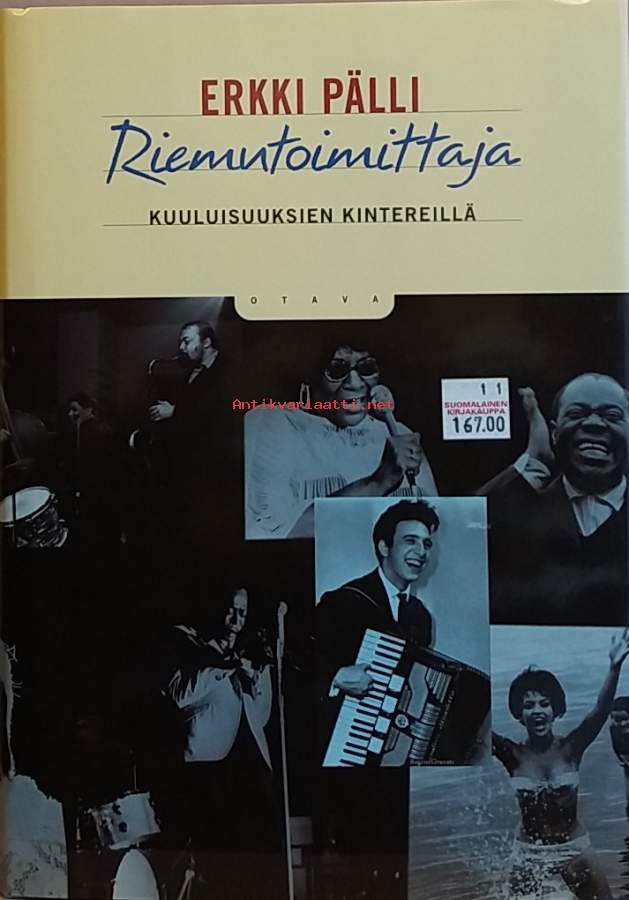 ERKKI PÄLLI
Riemutoimittaja
KUULUISUUKSIEN KINTEREILLÄ
OTAVA
Antikvariaatti.net
11
SUOMALAINEN
KIRJAKAUPPA
167.00